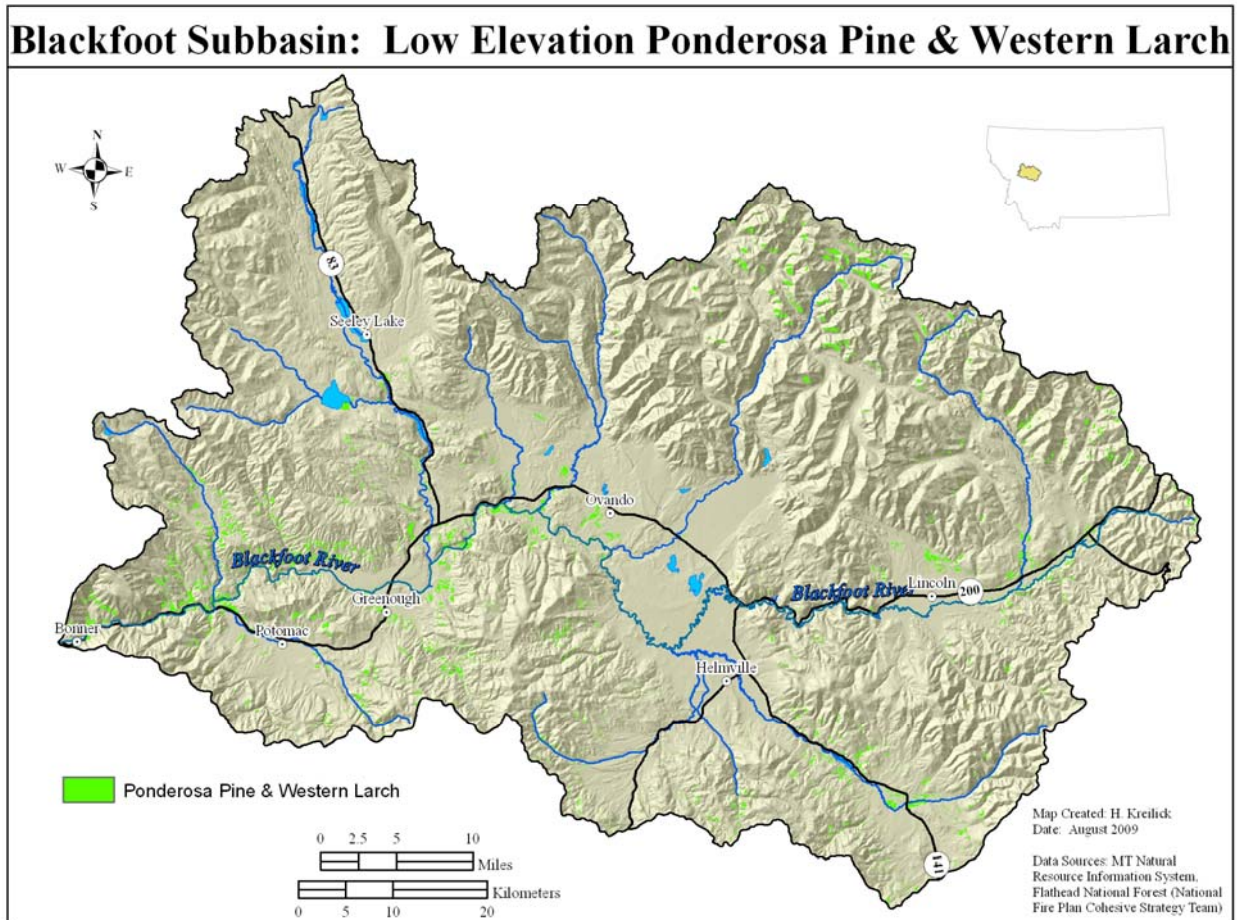 Blackfoot Subbasin: Low Elevation Ponderosa Pine & Western Larch
N
W E
S
83
Seeley Lake
Ovando
Blackfoot River
Greenough
Bonner
Potomac
Blackfoot River
Lincoln
200
Helmville
141
Ponderosa Pine & Western Larch
0 2.5 5 10
Miles
Kilometers
0 5 10 20
Map Created: H. Kreilick
Date: August 2009
Data Sources: MT Natural
Resource Information System,
Flathead National Forest (National
Fire Plan Cohesive Strategy Team)